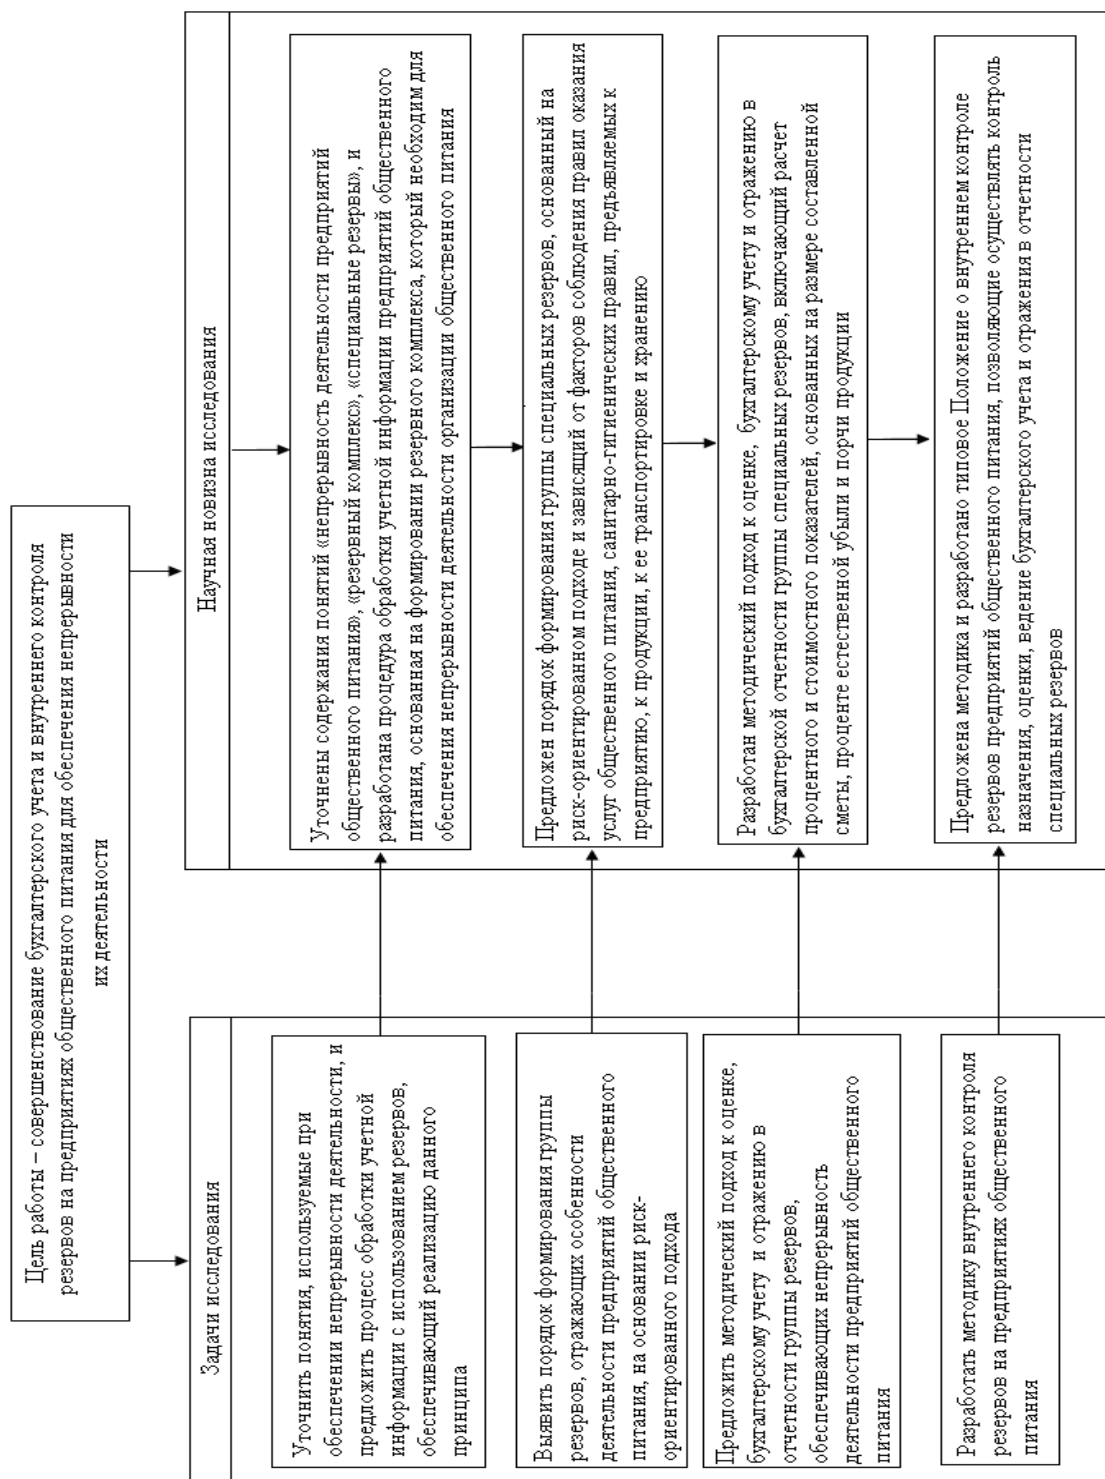 Цель работы – совершенствование бухгалтерского учета и внутреннего контроля
резервов на предприятиях общественного питания для обеспечения непрерывности
их деятельности
Задачи исследования
Уточнить понятия, используемые при
обеспечении непрерывности деятельности, и
предложить процесс обработки учетной
информации с использованием резервов,
обеспечивающий реализацию данного
принципа
Выявить порядок формирования группы
резервов, отражающих особенности
деятельности предприятий общественного
питания, на основании риск-
ориентированного подхода
Предложить методический подход к оценке,
бухгалтерскому учету и отражению в
отчетности группы резервов,
обеспечивающих непрерывность
деятельности предприятий общественного
питания
Разработать методику внутреннего контроля
резервов на предприятиях общественного
питания
Научная новизна исследования
Уточнены содержания понятий «непрерывность деятельности предприятий
общественного питания», «резервный комплекс», «специальные резервы», и
разработана процедура обработки учетной информации предприятий общественного
питания, основанная на формировании резервного комплекса, который необходим для
обеспечения непрерывности деятельности организации общественного питания
Предложен порядок формирования группы специальных резервов, основанный на
риск-ориентированном подходе и зависящий от факторов соблюдения правил оказания
услуг общественного питания, санитарно-гигиенических правил, предъявляемых к
предприятию, к продукции, к ее транспортировке и хранению
Разработан методический подход к оценке, бухгалтерскому учету и отражению в
бухгалтерской отчетности группы специальных резервов, включающий расчет
процентного и стоимостного показателей, основанных на размере составленной
сметы, проценте естественной убыли и порчи продукции
Предложена методика и разработано типовое Положение о внутреннем контроле
резервов предприятий общественного питания, позволяющие осуществлять контроль
назначения, оценки, ведение бухгалтерского учета и отражения в отчетности
специальных резервов